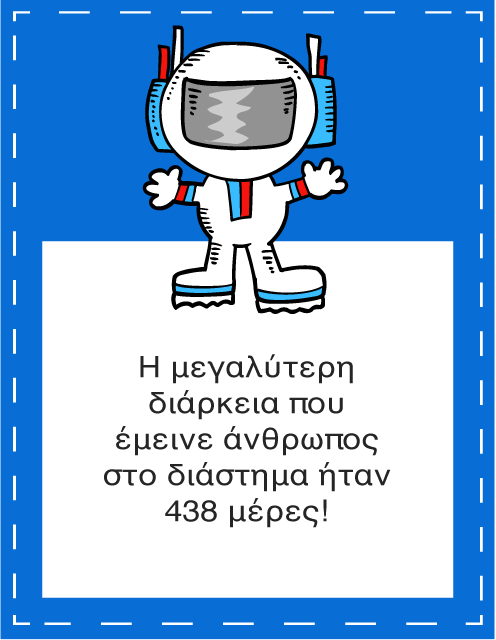 Η μεγαλύτερη
διάρκεια που
έμεινε άνθρωπος
στο διάστημα ήταν
438 μέρες!